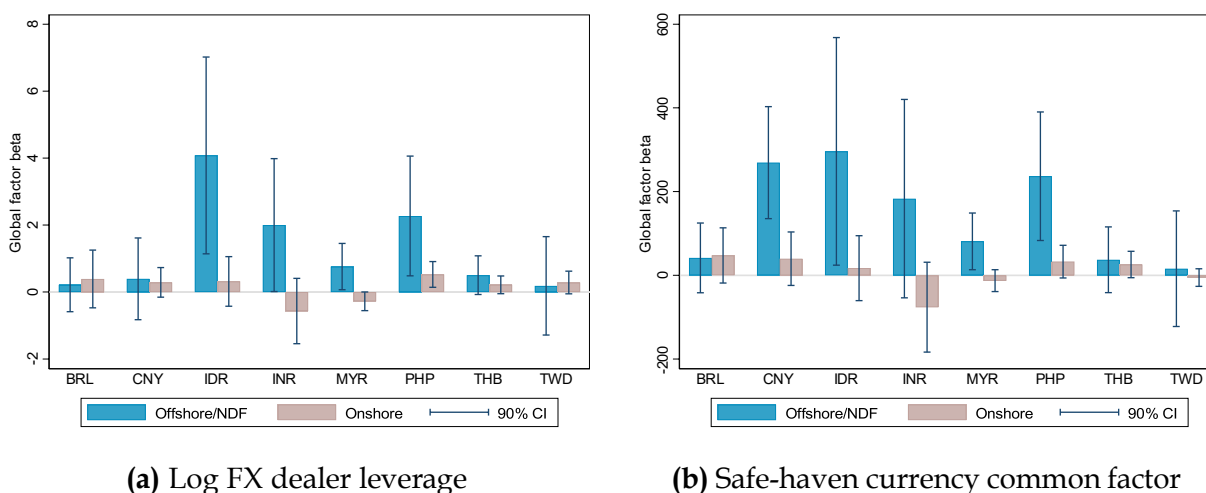 Global factor beta
8
6
4
2
0
-2
BRL CNY IDR INR MYR PHP THB TWD
Offshore/NDF Onshore 90% CI
(a) Log FX dealer leverage
Global factor beta
600
400
200
0
-200
BRL CNY IDR INR MYR PHP THB TWD
Offshore/NDF Onshore 90% CI
(b) Safe-haven currency common factor